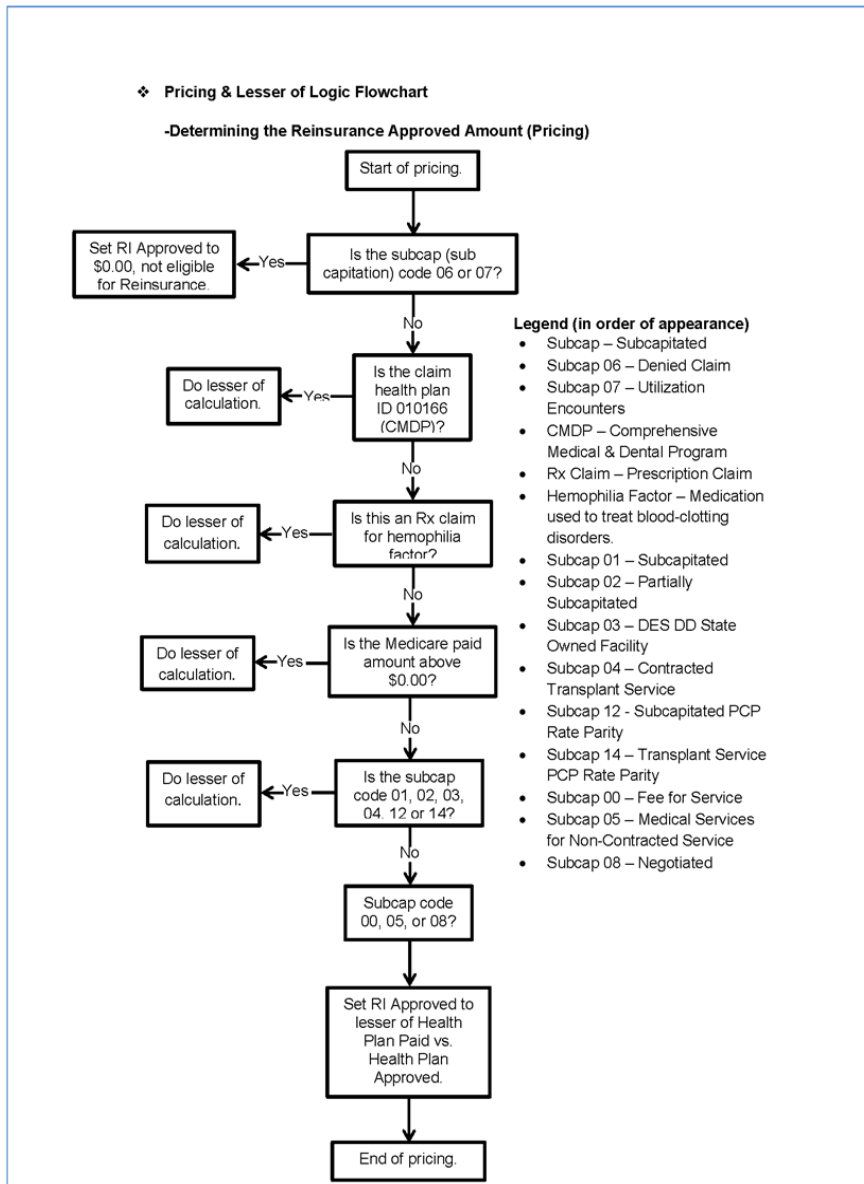 ❖ Pricing & Lesser of Logic Flowchart
-Determining the Reinsurance Approved Amount (Pricing)
Start of pricing.
Is the subcap (sub
capitation) code 06 or 07?
Yes
Set RI Approved to
$0.00, not eligible
for Reinsurance.
No
Is the claim
health plan
ID 010166
(CMDP)?
Yes
Do lesser of
calculation.
No
Is this an Rx claim
for hemophilia
factor?
Yes
Do lesser of
calculation.
No
Is the Medicare paid
amount above
$0.00?
Yes
Do lesser of
calculation.
No
Is the subcap
code 01, 02, 03,
04, 12 or 14?
Yes
Do lesser of
calculation.
No
Subcap code
00, 05, or 08?
Set RI Approved to
lesser of Health
Plan Paid vs.
Health Plan
Approved.
End of pricing.
Legend (in order of appearance)
• Subcap – Subcapitated
• Subcap 06 – Denied Claim
• Subcap 07 – Utilization
Encounters
• CMDP – Comprehensive
Medical & Dental Program
• Rx Claim – Prescription Claim
• Hemophilia Factor – Medication
used to treat blood-clotting
disorders.
• Subcap 01 – Subcapitated
• Subcap 02 – Partially
Subcapitated
• Subcap 03 – DES DD State
Owned Facility
• Subcap 04 – Contracted
Transplant Service
• Subcap 12 - Subcapitated PCP
Rate Parity
• Subcap 14 – Transplant Service
PCP Rate Parity
• Subcap 00 – Fee for Service
• Subcap 05 – Medical Services
for Non-Contracted Service
• Subcap 08 – Negotiated